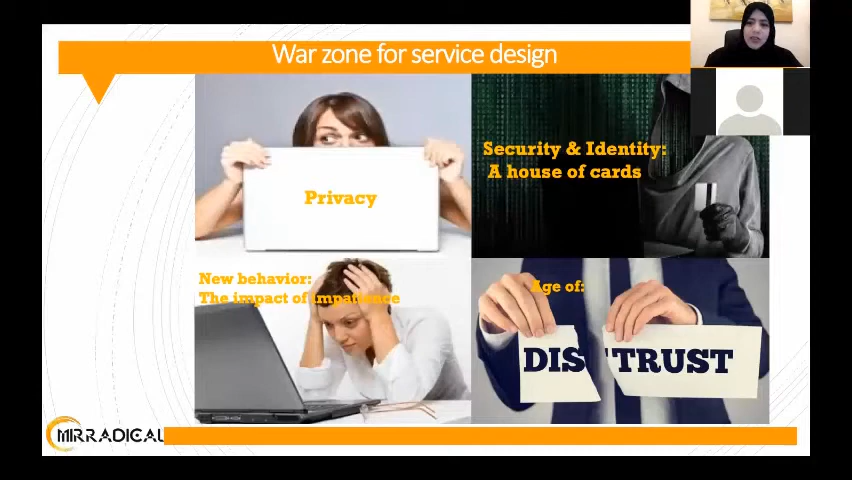 War zone for service design
Privacy
Security & Identity:
A house of cards
New behavior:
The impact of impatience
Age of:
DIS TRUST
MIRRADICAL